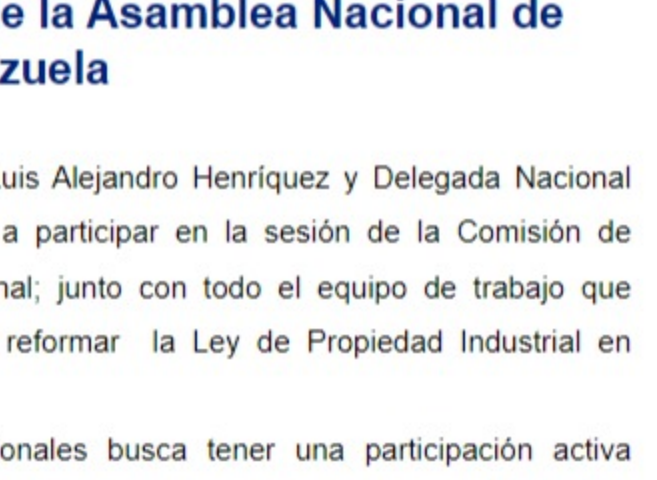 e la Asamblea Nacional de
zuela
uis Alejandro Henríquez y Delegada Nacional
a participar en la sesión de la Comisión de
nal; junto con todo el equipo de trabajo que
reformar la Ley de Propiedad Industrial en
onales busca tener una participación activa